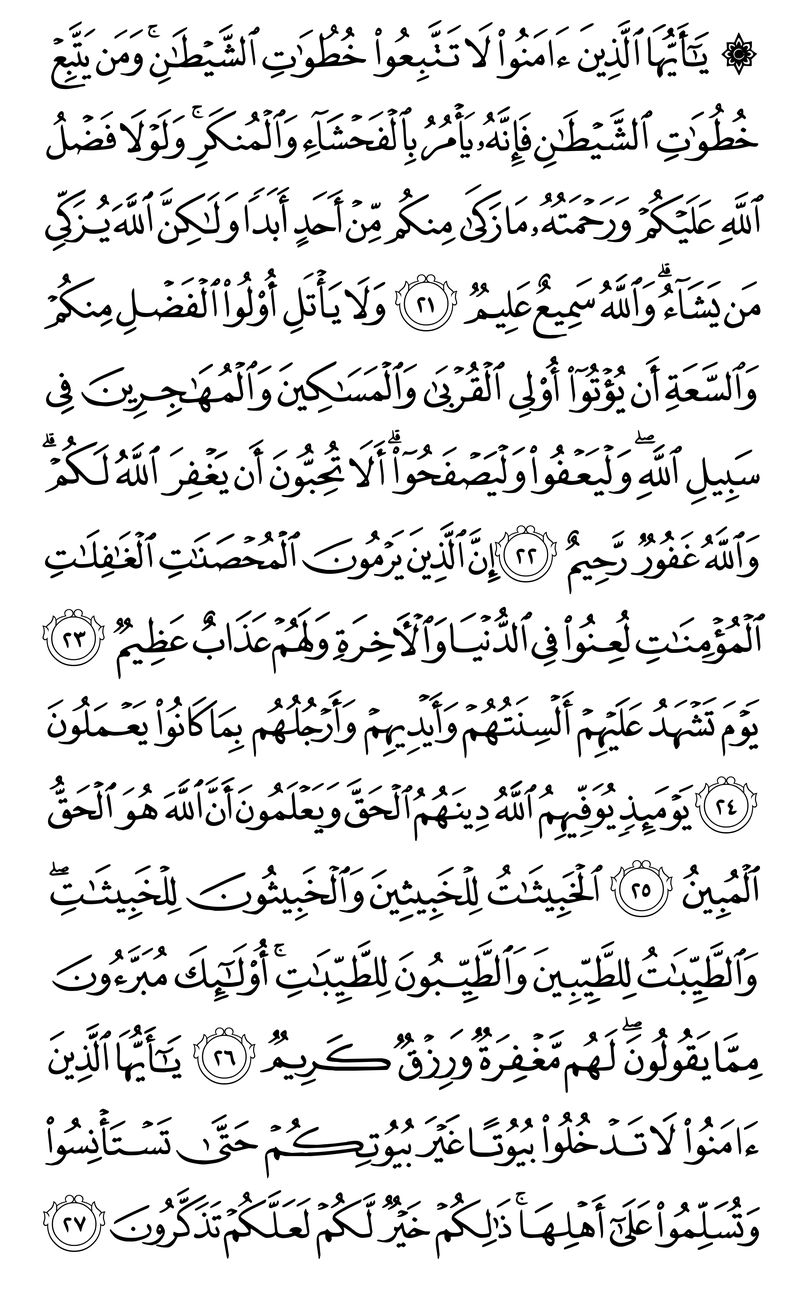 ۞ يَـٰٓأَيُّهَا ٱلَّذِينَ ءَامَنُوا۟ لَا تَتَّبِعُوا۟ خُطُوَٰتِ ٱلشَّيْطَـٰنِ ۚ وَمَن يَتَّبِعْ
خُطُوَٰتِ ٱلشَّيْطَـٰنِ فَإِنَّهُۥ يَأْمُرُ بِٱلْفَحْشَآءِ وَٱلْمُنكَرِ ۚ وَلَوْلَا فَضْلُ
ٱللَّهِ عَلَيْكُمْ وَرَحْمَتُهُۥ مَا زَكَىٰ مِنكُم مِّنْ أَحَدٍ أَبَدًا وَلَـٰكِنَّ ٱللَّهَ يُزَكِّى
مَن يَشَآءُ ۗ وَٱللَّهُ سَمِيعٌ عَلِيمٌ ٢١ وَلَا يَأْتَلِ أُو۟لُوا۟ ٱلْفَضْلِ مِنكُمْ
وَٱلسَّعَةِ أَن يُؤْتُوٓا۟ أُو۟لِى ٱلْقُرْبَىٰ وَٱلْمَسَـٰكِينَ وَٱلْمُهَـٰجِرِينَ فِى
سَبِيلِ ٱللَّهِ ۖ وَلْيَعْفُوا۟ وَلْيَصْفَحُوٓا۟ ۗ أَلَا تُحِبُّونَ أَن يَغْفِرَ ٱللَّهُ لَكُمْ ۗ
وَٱللَّهُ غَفُورٌ رَّحِيمٌ ٢٢ إِنَّ ٱلَّذِينَ يَرْمُونَ ٱلْمُحْصَنَـٰتِ ٱلْغَـٰفِلَـٰتِ
ٱلْمُؤْمِنَـٰتِ لُعِنُوا۟ فِى ٱلدُّنْيَا وَٱلْـَٔاخِرَةِ وَلَهُمْ عَذَابٌ عَظِيمٌ ٢٣
يَوْمَ تَشْهَدُ عَلَيْهِمْ أَلْسِنَتُهُمْ وَأَيْدِيهِمْ وَأَرْجُلُهُم بِمَا كَانُوا۟ يَعْمَلُونَ
٢٤ يَوْمَئِذٍ يُوَفِّيهِمُ ٱللَّهُ دِينَهُمُ ٱلْحَقَّ وَيَعْلَمُونَ أَنَّ ٱللَّهَ هُوَ ٱلْحَقُّ
ٱلْمُبِينُ ٢٥ ٱلْخَبِيثَـٰتُ لِلْخَبِيثِينَ وَٱلْخَبِيثُونَ لِلْخَبِيثَـٰتِ ۖ
وَٱلطَّيِّبَـٰتُ لِلطَّيِّبِينَ وَٱلطَّيِّبُونَ لِلطَّيِّبَـٰتِ ۚ أُو۟لَـٰٓئِكَ مُبَرَّءُونَ
مِمَّا يَقُولُونَ ۖ لَهُم مَّغْفِرَةٌ وَرِزْقٌ كَرِيمٌ ٢٦ يَـٰٓأَيُّهَا ٱلَّذِينَ
ءَامَنُوا۟ لَا تَدْخُلُوا۟ بُيُوتًا غَيْرَ بُيُوتِكُمْ حَتَّىٰ تَسْتَأْنِسُوا۟
وَتُسَلِّمُوا۟ عَلَىٰٓ أَهْلِهَا ۚ ذَٰلِكُمْ خَيْرٌ لَّكُمْ لَعَلَّكُمْ تَذَكَّرُونَ ٢٧